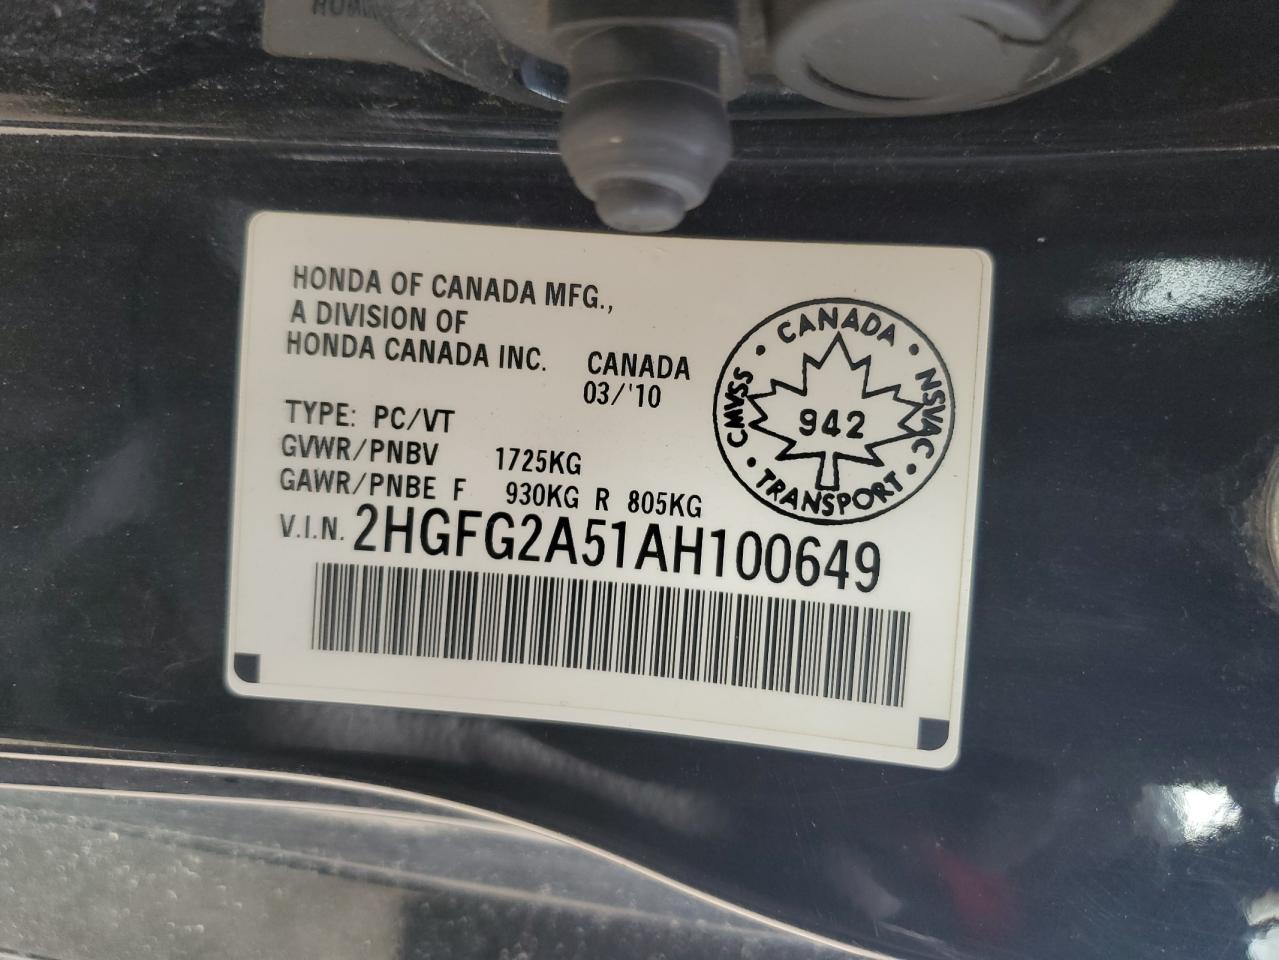 HONDA OF CANADA MFG.,
A DIVISION OF
HONDA CANADA INC.
CANADA
03/'10
TYPE: PC/VT
GVWR/PNBV 1725KG
GAWR/PNBE F 930KG R 805KG
V.I.N. 2HGFG2A51AH100649
CANADA
CMVSS
942
NSVAC
TRANSPORT